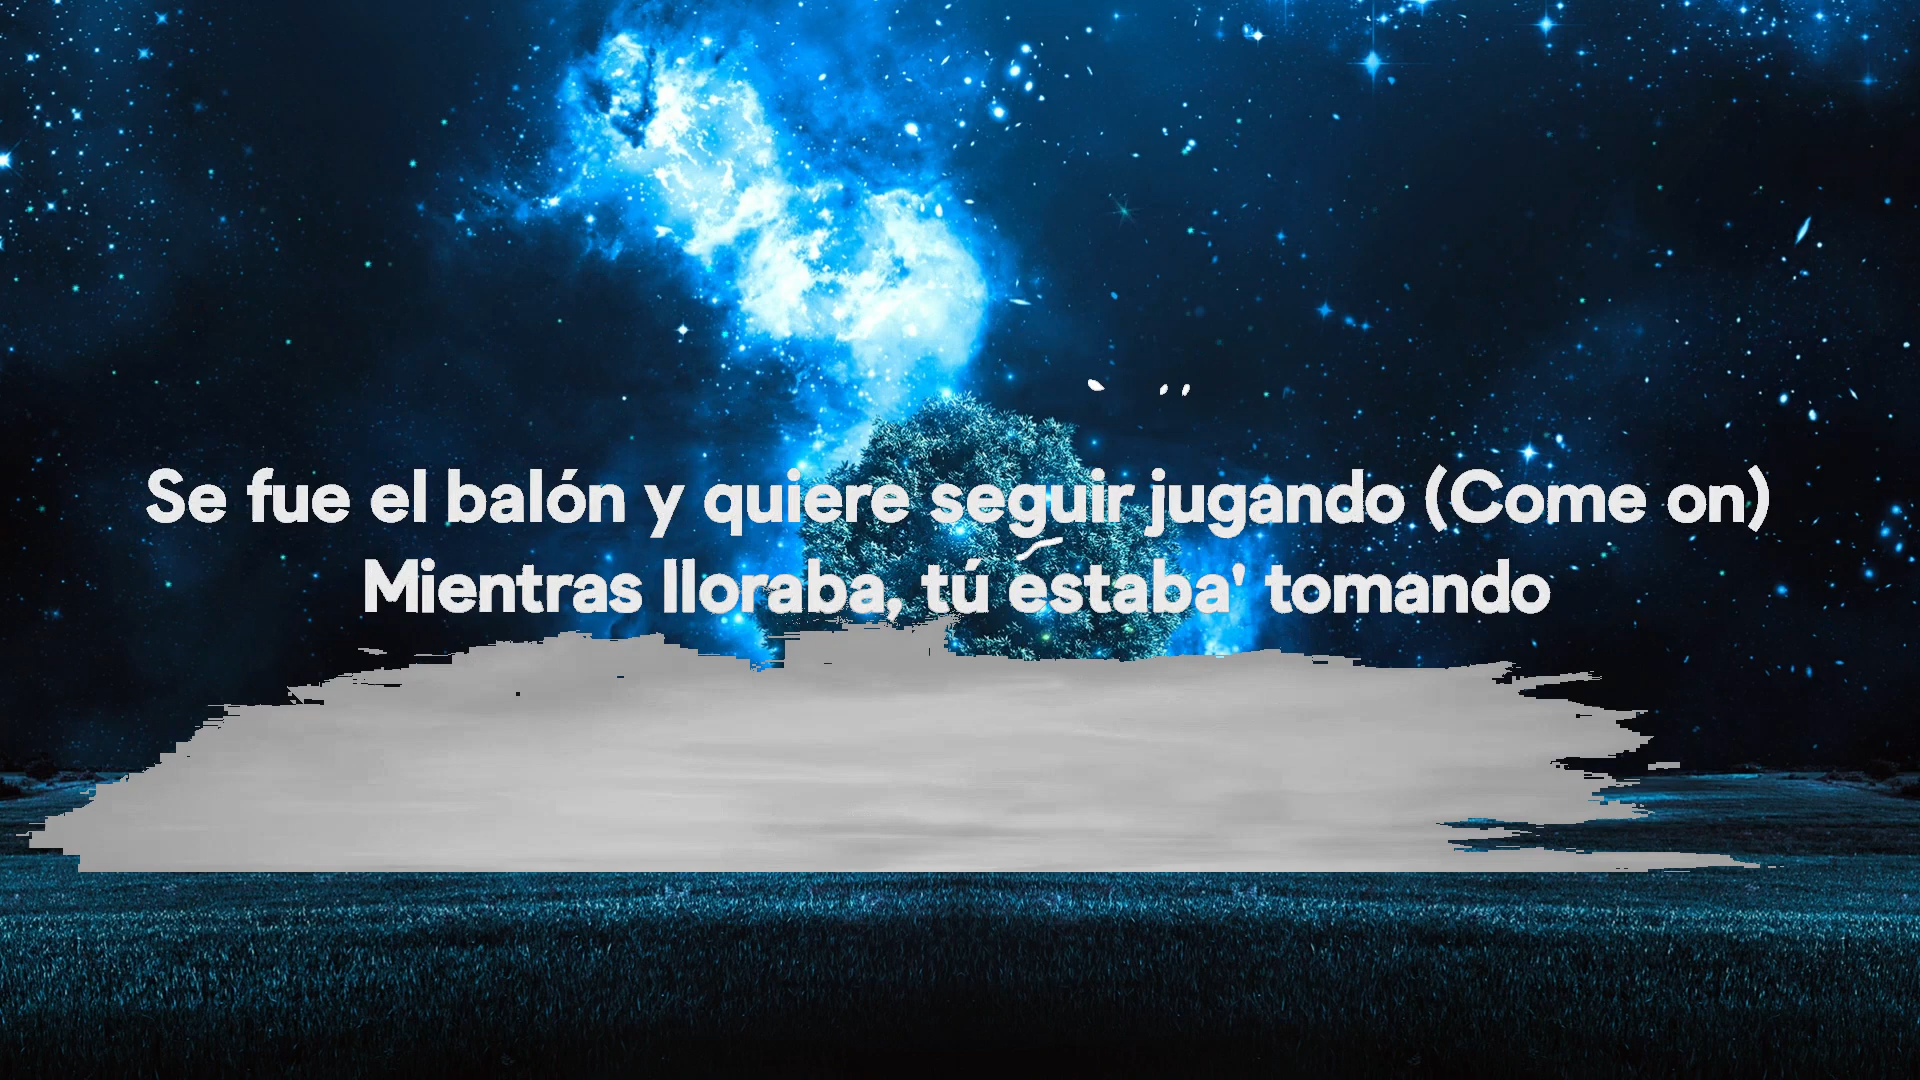 Se fue el balón y quiere seguir jugando (Come on)
Mientras lloraba, tú estaba' tomando